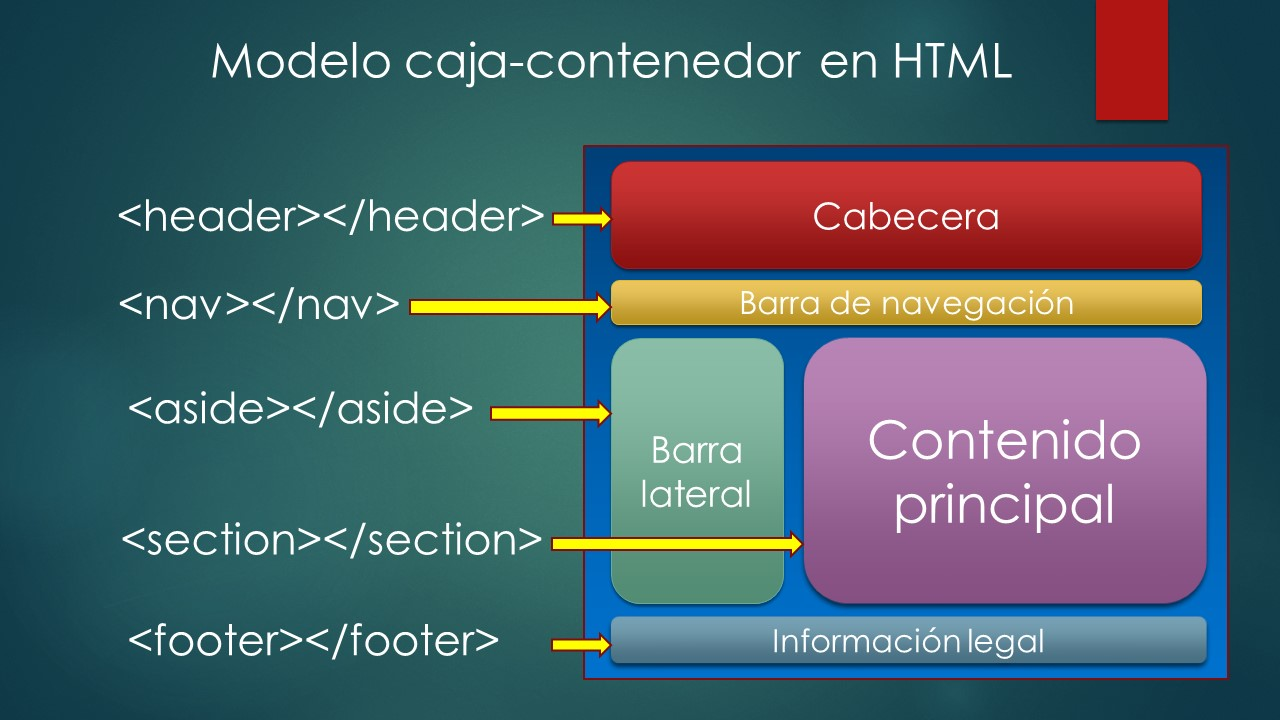 Modelo caja-contenedor en HTML
<header></header>
Cabecera
<nav></nav>
Barra de navegación
<aside></aside>
Barra
lateral
Contenido
principal
<section></section>
<footer></footer>
Información legal